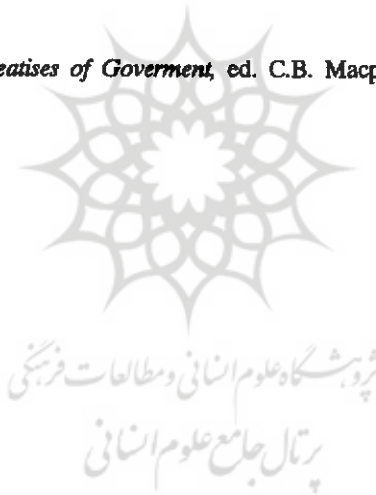 eatises of Goverment, ed. C.B. Macp
پژوهشگاه علوم انسانی و مطالعات فرهنگی
پرتال جامع علوم انسانی